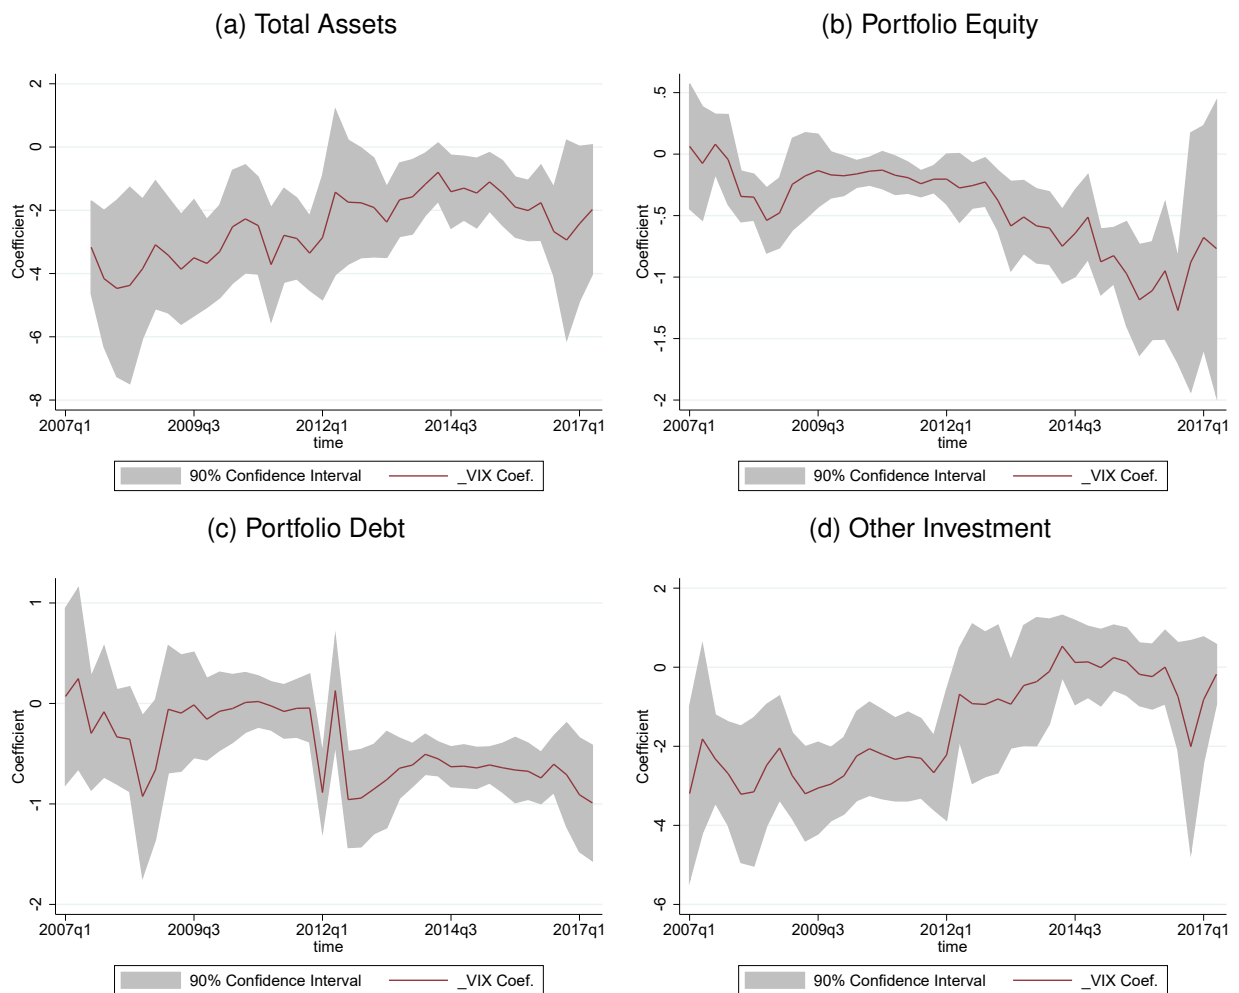 (a) Total Assets
Coefficient
2
0
-2
-4
-6
-8
2007q1 2009q3 2012q1 2014q3 2017q1
time
90% Confidence Interval _VIX Coef.
(b) Portfolio Equity
Coefficient
.5
0
-.5
-1
-1.5
-2
2007q1 2009q3 2012q1 2014q3 2017q1
time
90% Confidence Interval _VIX Coef.
(c) Portfolio Debt
Coefficient
1
0
-1
-2
2007q1 2009q3 2012q1 2014q3 2017q1
time
90% Confidence Interval _VIX Coef.
(d) Other Investment
Coefficient
2
0
-2
-4
-6
2007q1 2009q3 2012q1 2014q3 2017q1
time
90% Confidence Interval _VIX Coef.